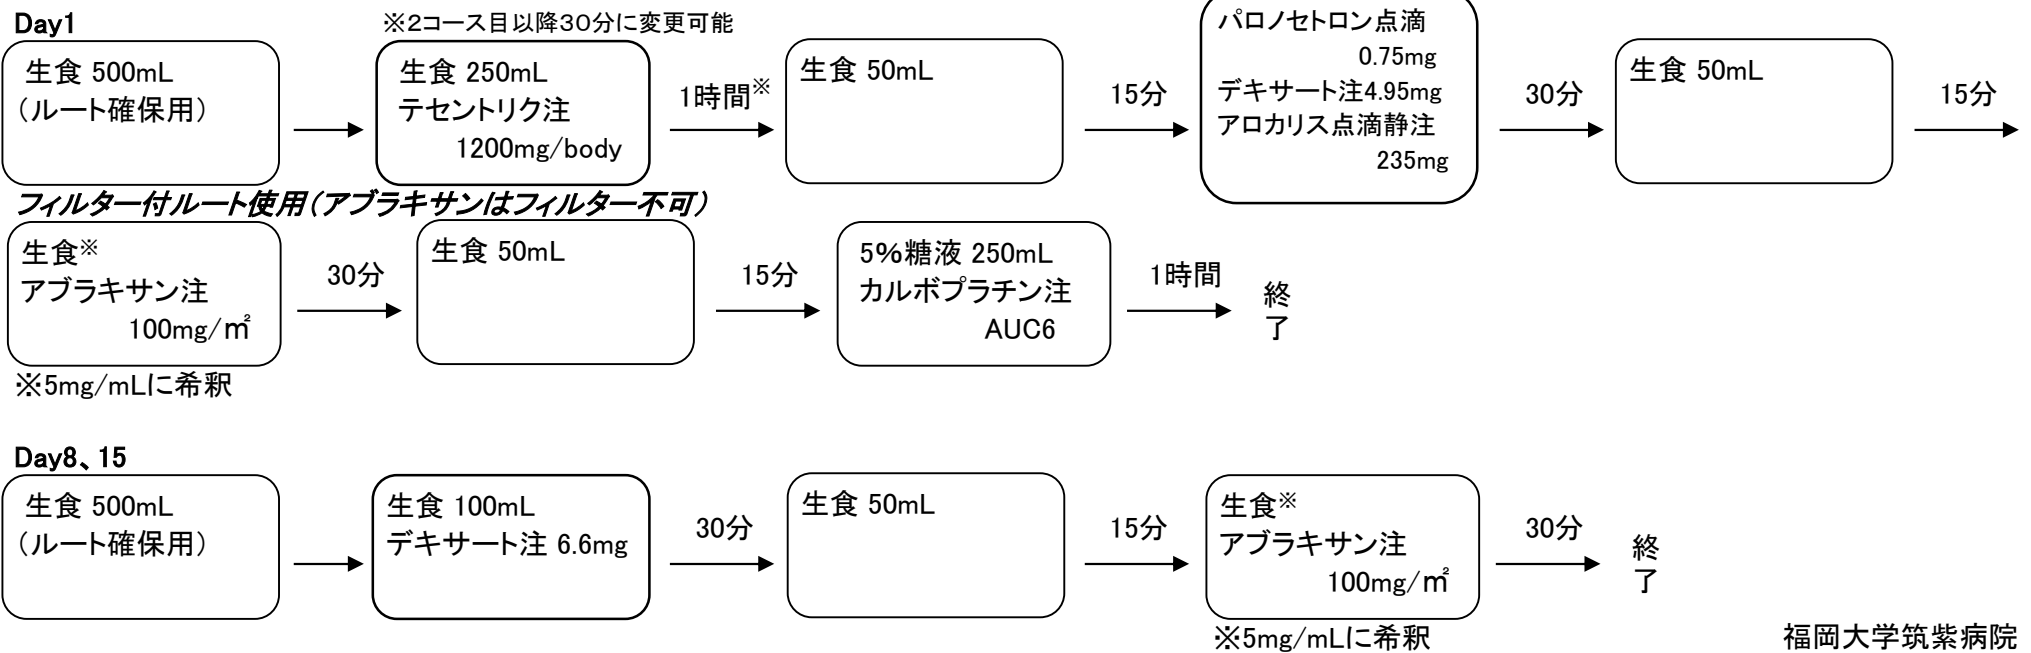 Day1
※2コース目以降30分に変更可能
生食 500mL
（ルート確保用）
生食 250mL
テセントリク注
1200mg/body
1時間※
生食 50mL
15分
パロノセトロン点滴
0.75mg
デキサート注4.95mg
アロカリス点滴静注
235mg
30分
生食 50mL
15分
フィルター付ルート使用（アブラキサンはフィルター不可）
生食※
アブラキサン注
100mg/㎡
30分
生食 50mL
15分
5%糖液 250mL
カルボプラチン注
AUC6
1時間
終
了
※5mg/mLに希釈
Day8、15
生食 500mL
（ルート確保用）
生食 100mL
デキサート注 6.6mg
30分
生食 50mL
15分
生食※
アブラキサン注
100mg/㎡
30分
終
了
※5mg/mLに希釈
福岡大学筑紫病院